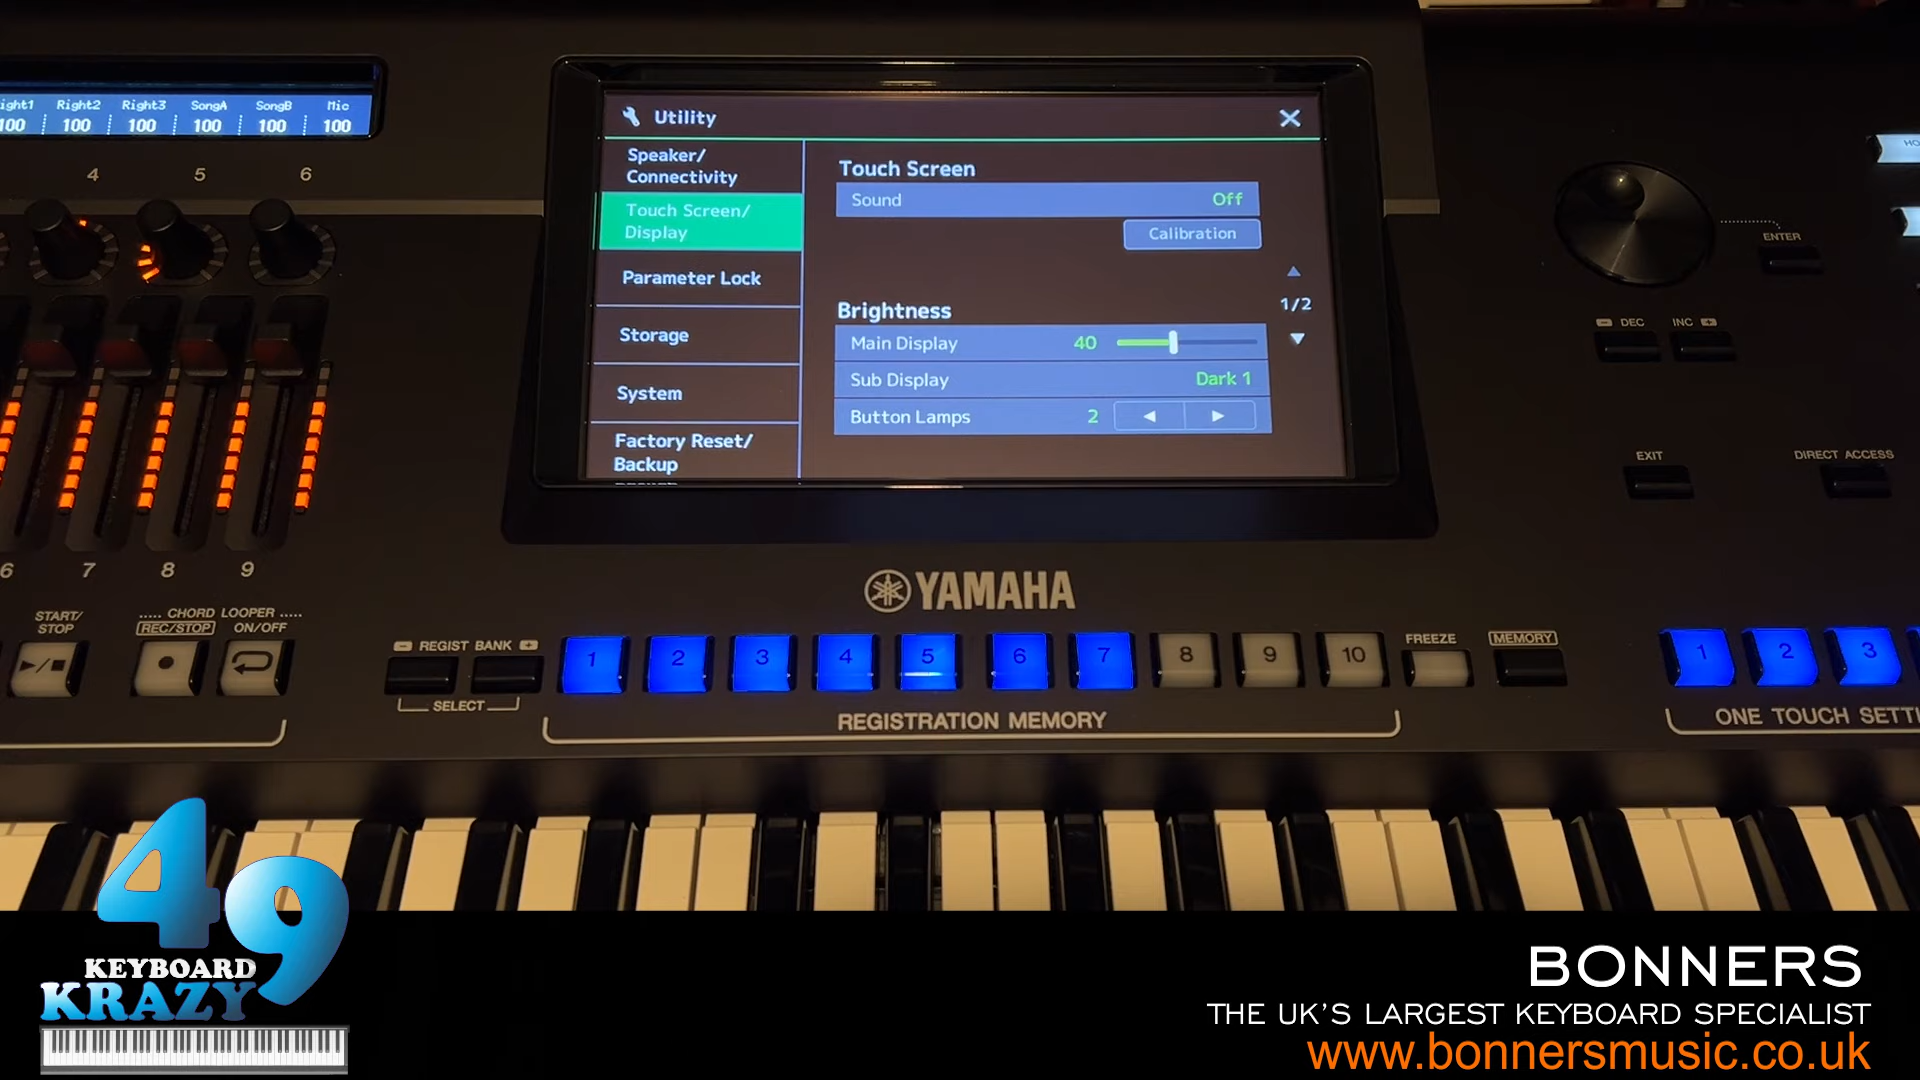 Right2 Right3 SongA SongB Mic
100 100 100 100 100 100
4 5 6
Utility
Speaker/
Connectivity
Touch Screen/
Display
Parameter Lock
Storage
System
Factory Reset/
Backup
Touch Screen
Sound Off
Calibration
1/2
Brightness
Main Display 40
Sub Display Dark 1
Button Lamps 2
ENTER
DEC INC
EXIT
DIRECT ACCESS
6 7 8 9
START/
STOP
CHORD LOOPER
REC/STOP ON/OFF
YAMAHA
REGIST BANK
SELECT
1 2 3 4 5 6 7 8 9 10
FREEZE
MEMORY
REGISTRATION MEMORY
1 2 3
ONE TOUCH SETTI
49
KEYBOARD
KRAZY
BONNERS
THE UK'S LARGEST KEYBOARD SPECIALIST
www.bonnersmusic.co.uk